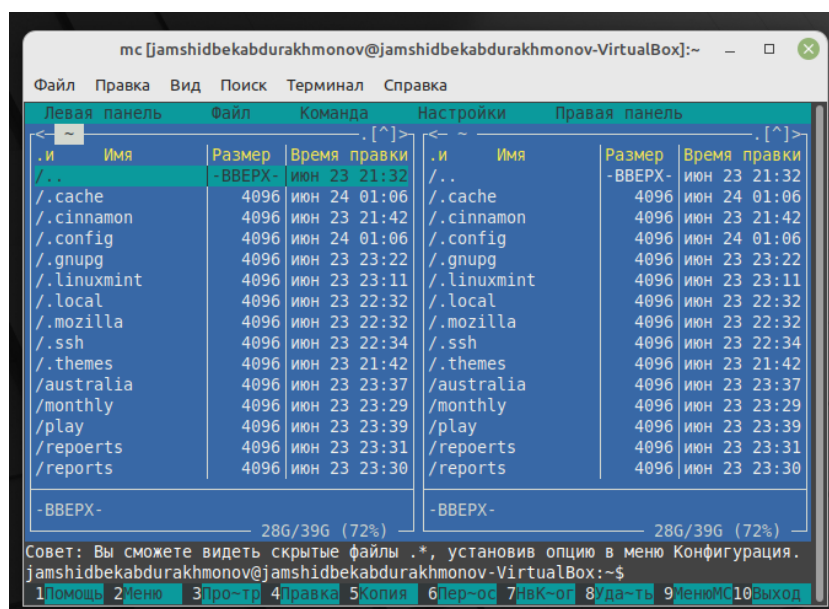 mc [jamshidbekabdurakhmonov@jamshidbekabdurakhmonov-VirtualBox]:~
Файл Правка Вид Поиск Терминал Справка
Левая панель Файл Команда Настройки Правая панель
<— ~ .[^]> <— ~ .[^]>
.и Имя Размер Время правки .и Имя Размер Время правки
/.. -ВВЕРХ- июн 23 21:32 /.. -ВВЕРХ- июн 23 21:32
/.cache 4096 июн 24 01:06 /.cache 4096 июн 24 01:06
/.cinnamon 4096 июн 23 21:42 /.cinnamon 4096 июн 23 21:42
/.config 4096 июн 24 01:06 /.config 4096 июн 24 01:06
/.gnupg 4096 июн 23 23:22 /.gnupg 4096 июн 23 23:22
/.linuxmint 4096 июн 23 23:11 /.linuxmint 4096 июн 23 23:11
/.local 4096 июн 23 22:32 /.local 4096 июн 23 22:32
/.mozilla 4096 июн 23 22:32 /.mozilla 4096 июн 23 22:32
/.ssh 4096 июн 23 22:34 /.ssh 4096 июн 23 22:34
/.themes 4096 июн 23 21:42 /.themes 4096 июн 23 21:42
/australia 4096 июн 23 23:37 /australia 4096 июн 23 23:37
/monthly 4096 июн 23 23:29 /monthly 4096 июн 23 23:29
/play 4096 июн 23 23:39 /play 4096 июн 23 23:39
/repoerts 4096 июн 23 23:31 /repoerts 4096 июн 23 23:31
/reports 4096 июн 23 23:30 /reports 4096 июн 23 23:30
-ВВЕРХ- -ВВЕРХ-
28G/39G (72%) 28G/39G (72%)
Совет: Вы сможете видеть скрытые файлы .*, установив опцию в меню Конфигурация.
jamshidbekabdurakhmonov@jamshidbekabdurakhmonov-VirtualBox:~$
1Помощь 2Меню 3Про~тр 4Правка 5Копия 6Пер~ос 7НвК~ог 8Уда~ть 9МенюМС 10Выход